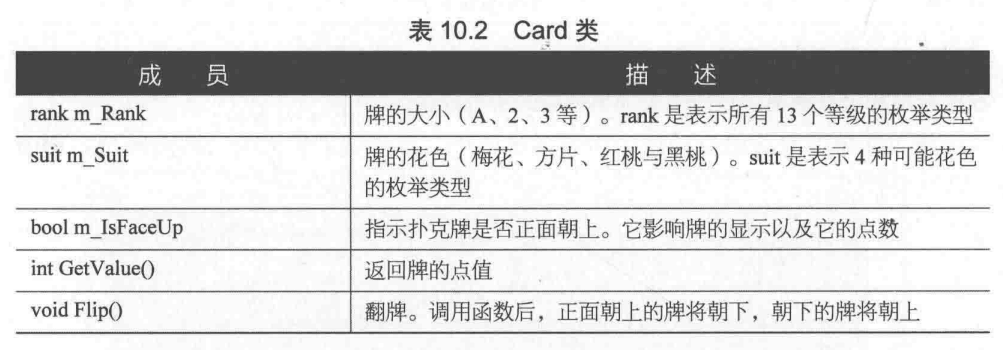 表 10.2 Card 类
成 员 描 述
rank m_Rank 牌的大小（A、2、3 等）。rank 是表示所有 13 个等级的枚举类型
suit m_Suit 牌的花色（梅花、方片、红桃与黑桃）。suit 是表示 4 种可能花色
的枚举类型
bool m_IsFaceUp 指示扑克牌是否正面朝上。它影响牌的显示以及它的点数
int GetValue() 返回牌的点值
void Flip() 翻牌。调用函数后，正面朝上的牌将朝下，朝下的牌将朝上